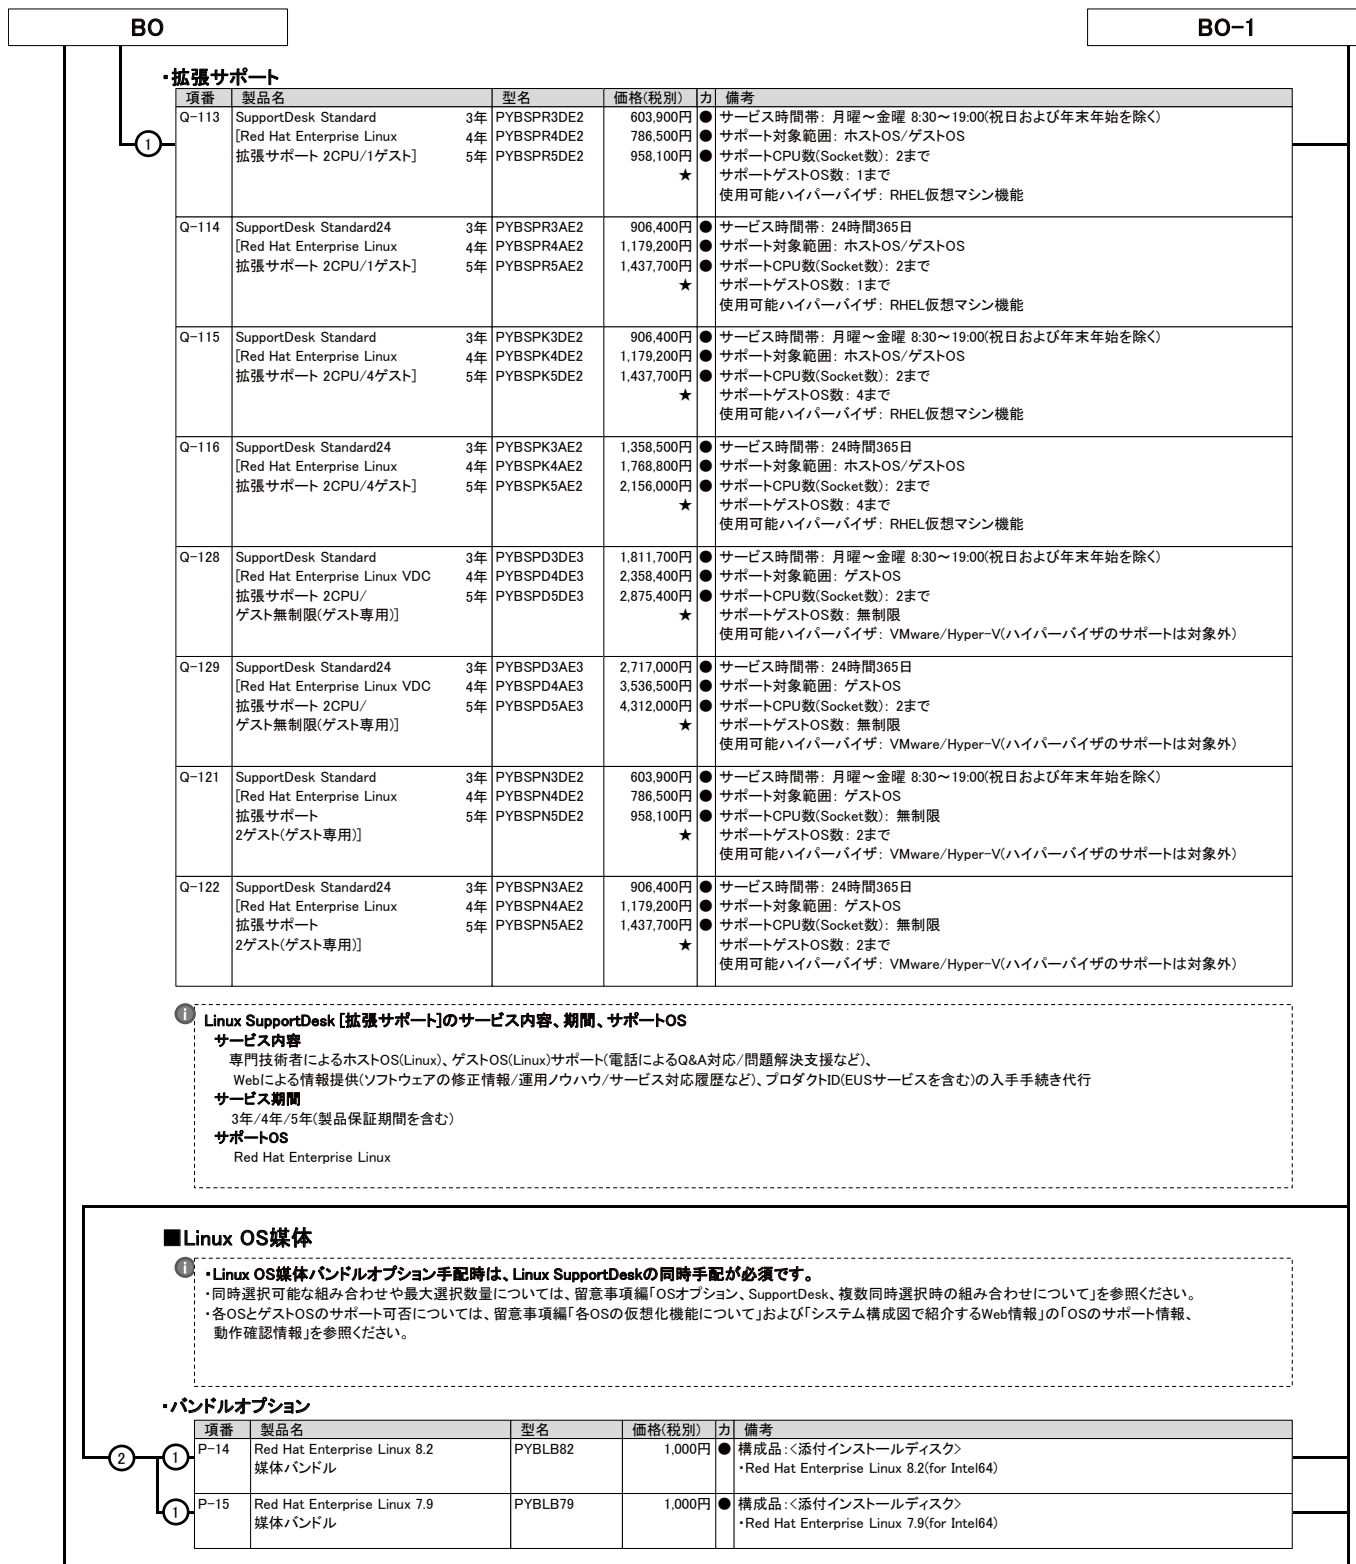 BO
BO-1
・拡張サポート
項番 製品名 型名 価格(税別) カ 備考
Q-113 SupportDesk Standard 3年 PYBSPR3DE2 603,900円 ● サービス時間帯: 月曜～金曜 8:30～19:00(祝日および年末年始を除く)
[Red Hat Enterprise Linux 4年 PYBSPR4DE2 786,500円 ● サポート対象範囲: ホストOS/ゲストOS
拡張サポート 2CPU/1ゲスト] 5年 PYBSPR5DE2 958,100円 ● サポートCPU数(Socket数): 2まで
★ サポートゲストOS数: 1まで
使用可能ハイパーバイザ: RHEL仮想マシン機能
①
Q-114 SupportDesk Standard24 3年 PYBSPR3AE2 906,400円 ● サービス時間帯: 24時間365日
[Red Hat Enterprise Linux 4年 PYBSPR4AE2 1,179,200円 ● サポート対象範囲: ホストOS/ゲストOS
拡張サポート 2CPU/1ゲスト] 5年 PYBSPR5AE2 1,437,700円 ● サポートCPU数(Socket数): 2まで
★ サポートゲストOS数: 1まで
使用可能ハイパーバイザ: RHEL仮想マシン機能
Q-115 SupportDesk Standard 3年 PYBSPK3DE2 906,400円 ● サービス時間帯: 月曜～金曜 8:30～19:00(祝日および年末年始を除く)
[Red Hat Enterprise Linux 4年 PYBSPK4DE2 1,179,200円 ● サポート対象範囲: ホストOS/ゲストOS
拡張サポート 2CPU/4ゲスト] 5年 PYBSPK5DE2 1,437,700円 ● サポートCPU数(Socket数): 2まで
★ サポートゲストOS数: 4まで
使用可能ハイパーバイザ: RHEL仮想マシン機能
Q-116 SupportDesk Standard24 3年 PYBSPK3AE2 1,358,500円 ● サービス時間帯: 24時間365日
[Red Hat Enterprise Linux 4年 PYBSPK4AE2 1,768,800円 ● サポート対象範囲: ホストOS/ゲストOS
拡張サポート 2CPU/4ゲスト] 5年 PYBSPK5AE2 2,156,000円 ● サポートCPU数(Socket数): 2まで
★ サポートゲストOS数: 4まで
使用可能ハイパーバイザ: RHEL仮想マシン機能
Q-128 SupportDesk Standard 3年 PYBSPD3DE3 1,811,700円 ● サービス時間帯: 月曜～金曜 8:30～19:00(祝日および年末年始を除く)
[Red Hat Enterprise Linux VDC 4年 PYBSPD4DE3 2,358,400円 ● サポート対象範囲: ゲストOS
拡張サポート 2CPU/ 5年 PYBSPD5DE3 2,875,400円 ● サポートCPU数(Socket数): 2まで
ゲスト無制限(ゲスト専用)] ★ サポートゲストOS数: 無制限
使用可能ハイパーバイザ: VMware/Hyper-V(ハイパーバイザのサポートは対象外)
Q-129 SupportDesk Standard24 3年 PYBSPD3AE3 2,717,000円 ● サービス時間帯: 24時間365日
[Red Hat Enterprise Linux VDC 4年 PYBSPD4AE3 3,536,500円 ● サポート対象範囲: ゲストOS
拡張サポート 2CPU/ 5年 PYBSPD5AE3 4,312,000円 ● サポートCPU数(Socket数): 2まで
ゲスト無制限(ゲスト専用)] ★ サポートゲストOS数: 無制限
使用可能ハイパーバイザ: VMware/Hyper-V(ハイパーバイザのサポートは対象外)
Q-121 SupportDesk Standard 3年 PYBSPN3DE2 603,900円 ● サービス時間帯: 月曜～金曜 8:30～19:00(祝日および年末年始を除く)
[Red Hat Enterprise Linux 4年 PYBSPN4DE2 786,500円 ● サポート対象範囲: ゲストOS
拡張サポート 5年 PYBSPN5DE2 958,100円 ● サポートCPU数(Socket数): 無制限
2ゲスト(ゲスト専用)] ★ サポートゲストOS数: 2まで
使用可能ハイパーバイザ: VMware/Hyper-V(ハイパーバイザのサポートは対象外)
Q-122 SupportDesk Standard24 3年 PYBSPN3AE2 906,400円 ● サービス時間帯: 24時間365日
[Red Hat Enterprise Linux 4年 PYBSPN4AE2 1,179,200円 ● サポート対象範囲: ゲストOS
拡張サポート 5年 PYBSPN5AE2 1,437,700円 ● サポートCPU数(Socket数): 無制限
2ゲスト(ゲスト専用)] ★ サポートゲストOS数: 2まで
使用可能ハイパーバイザ: VMware/Hyper-V(ハイパーバイザのサポートは対象外)
i
Linux SupportDesk [拡張サポート]のサービス内容、期間、サポートOS
サービス内容
専門技術者によるホストOS(Linux)、ゲストOS(Linux)サポート(電話によるQ&A対応/問題解決支援など)、
Webによる情報提供(ソフトウェアの修正情報/運用ノウハウ/サービス対応履歴など)、プロダクトID(EUSサービスを含む)の入手手続き代行
サービス期間
3年/4年/5年(製品保証期間を含む)
サポートOS
Red Hat Enterprise Linux
■Linux OS媒体
i
・Linux OS媒体バンドルオプション手配時は、Linux SupportDeskの同時手配が必須です。
・同時選択可能な組み合わせや最大選択数量については、留意事項編「OSオプション、SupportDesk、複数同時選択時の組み合わせについて」を参照ください。
・各OSとゲストOSのサポート可否については、留意事項編「各OSの仮想化機能について」および「システム構成図で紹介するWeb情報」の「OSのサポート情報、
動作確認情報」を参照ください。
・バンドルオプション
項番 製品名 型名 価格(税別) カ 備考
② ① P-14 Red Hat Enterprise Linux 8.2 PYBLB82 1,000円 ● 構成品:<添付インストールディスク>
媒体バンドル ・Red Hat Enterprise Linux 8.2(for Intel64)
① P-15 Red Hat Enterprise Linux 7.9 PYBLB79 1,000円 ● 構成品:<添付インストールディスク>
媒体バンドル ・Red Hat Enterprise Linux 7.9(for Intel64)